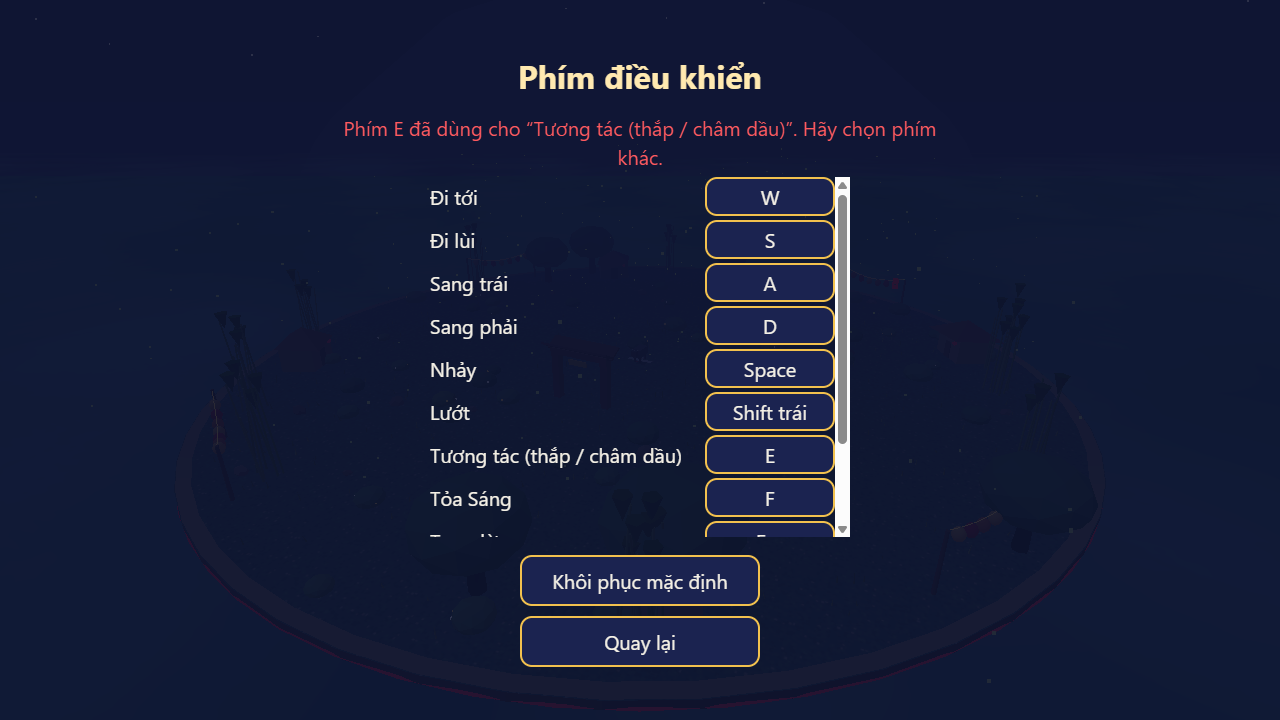 Phím điều khiển
Phím E đã dùng cho “Tương tác (thắp / châm dầu)”. Hãy chọn phím
khác.
Đi tới W
Đi lùi S
Sang trái A
Sang phải D
Nhảy Space
Lướt Shift trái
Tương tác (thắp / châm dầu) E
Tỏa Sáng F
Khôi phục mặc định
Quay lại